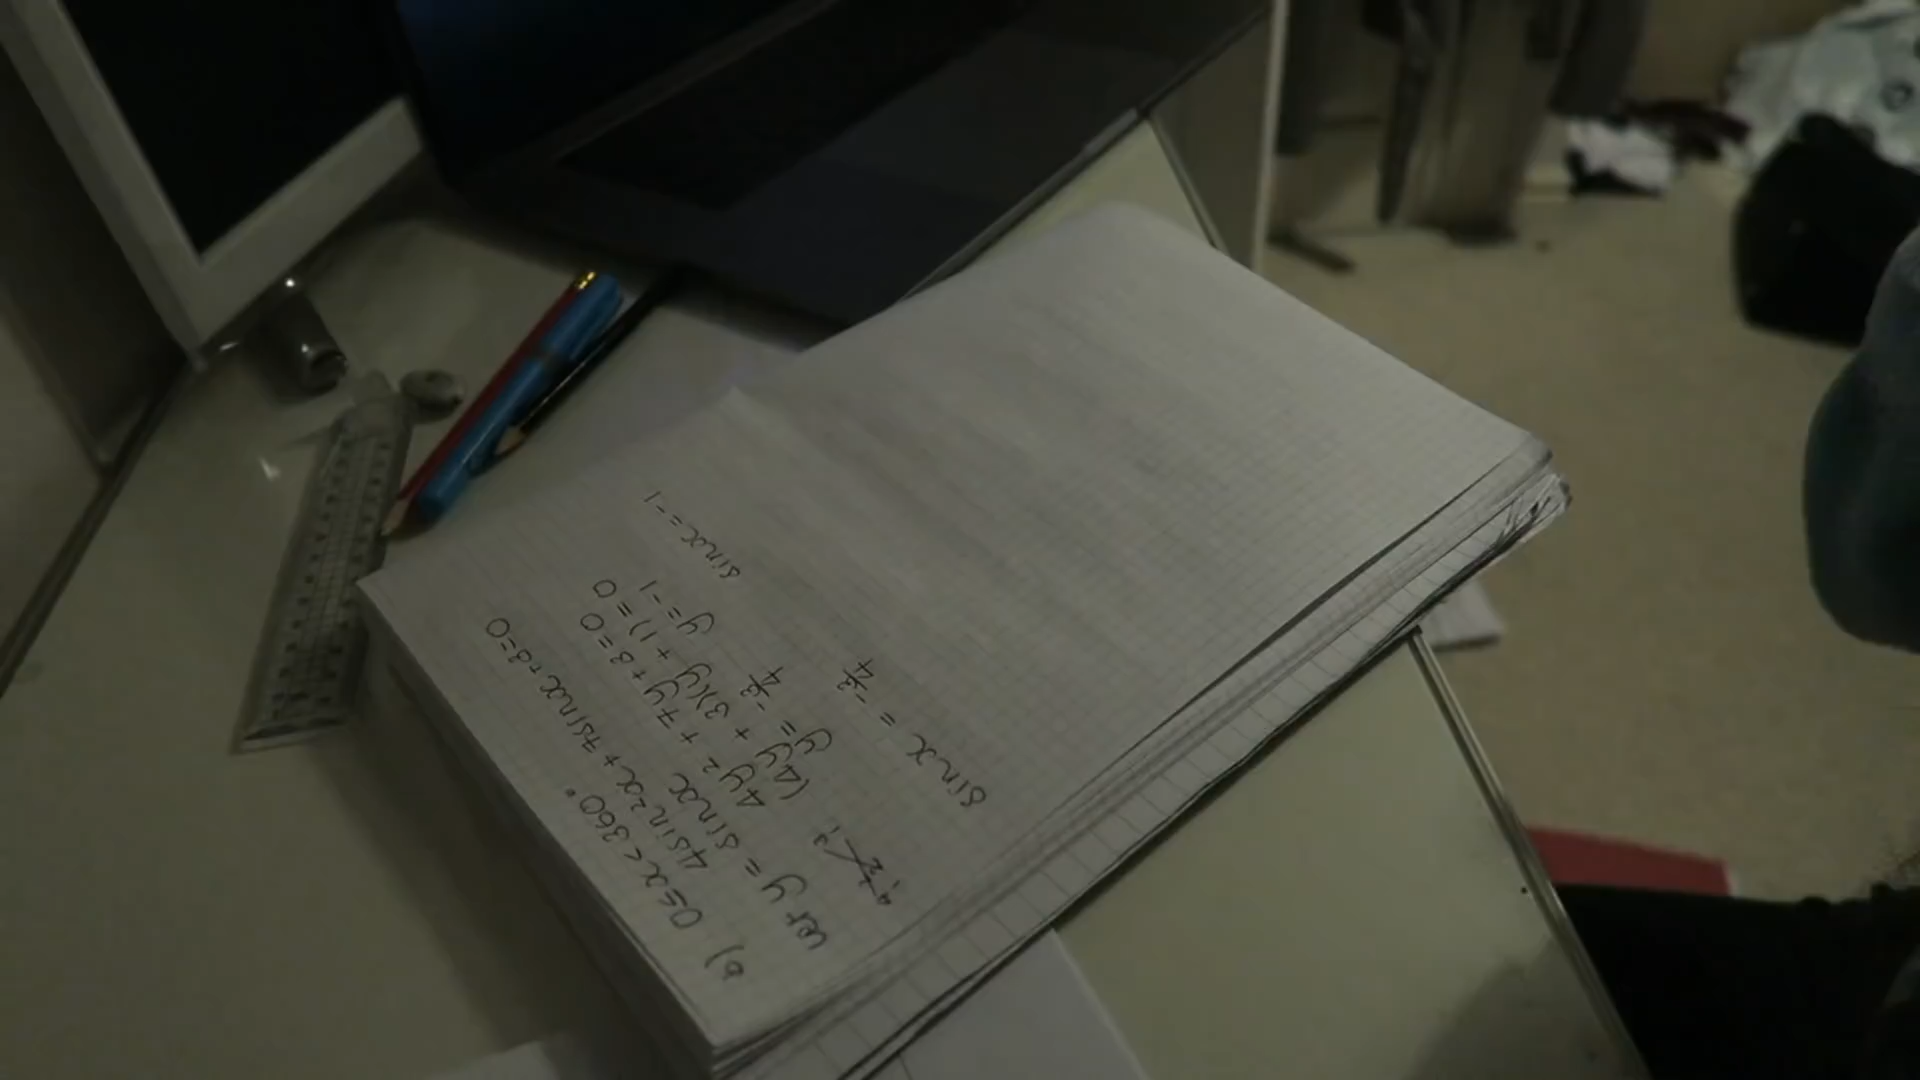 b) 0≤x<360°
4sin²x + 7sinx + 3 = 0
let y = sinx
4y² + 7y + 3 = 0
(4y + 3)(y + 1) = 0
y = -3/4 y = -1
sinx = -3/4 sinx = -1